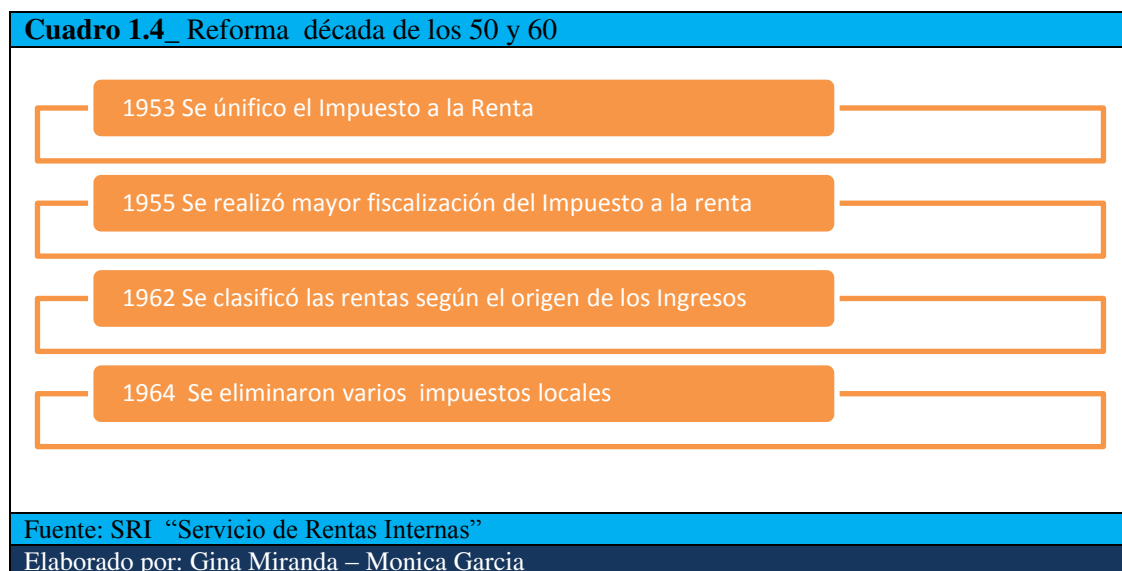 Cuadro 1.4_ Reforma década de los 50 y 60
1953 Se únifico el Impuesto a la Renta
1955 Se realizó mayor fiscalización del Impuesto a la renta
1962 Se clasificó las rentas según el origen de los Ingresos
1964 Se eliminaron varios impuestos locales
Fuente: SRI “Servicio de Rentas Internas”
Elaborado por: Gina Miranda – Monica Garcia